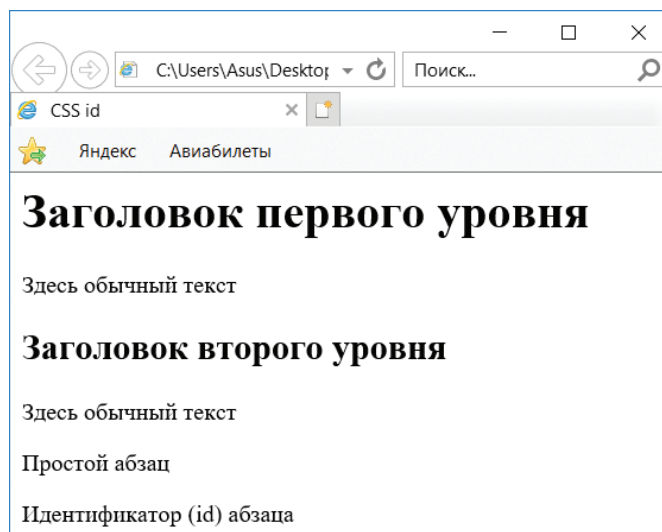 C:\Users\Asus\Desktop
Поиск...
CSS id
Яндекс Авиабилеты
Заголовок первого уровня
Здесь обычный текст
Заголовок второго уровня
Здесь обычный текст
Простой абзац
Идентификатор (id) абзаца